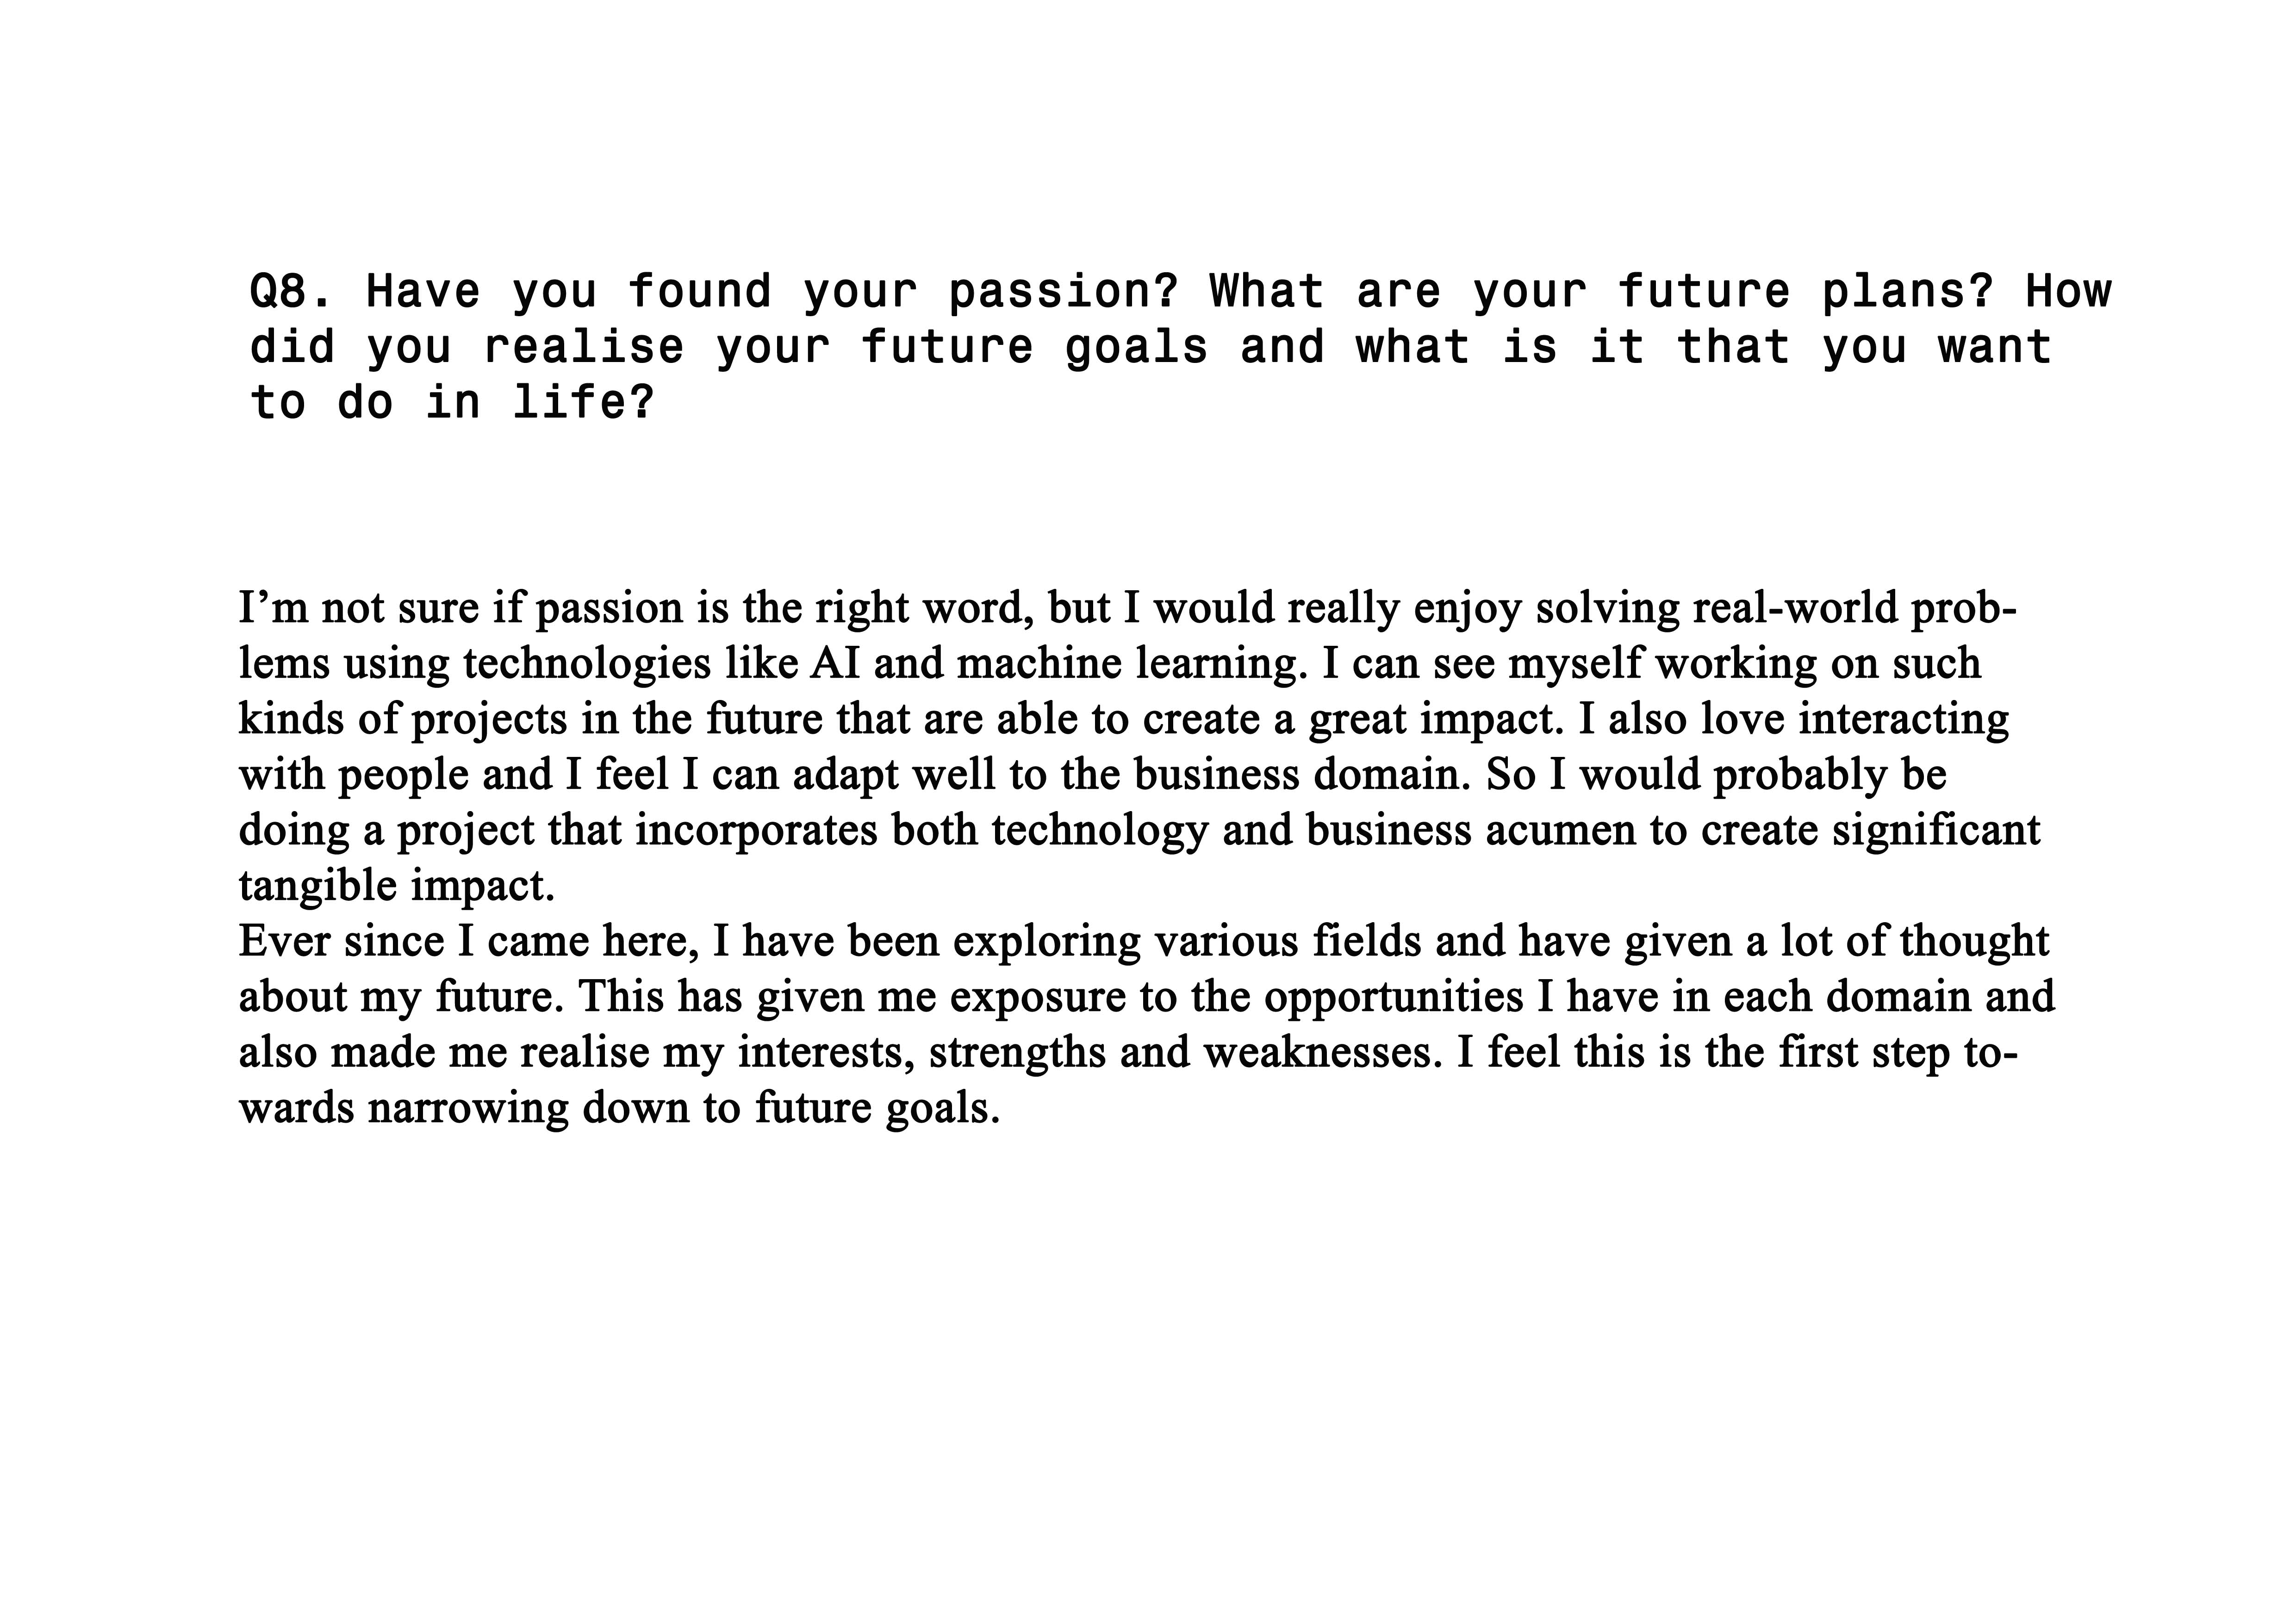 Q8. Have you found your passion? What are your future plans? How
did you realise your future goals and what is it that you want
to do in life?
I’m not sure if passion is the right word, but I would really enjoy solving real-world prob-
lems using technologies like AI and machine learning. I can see myself working on such
kinds of projects in the future that are able to create a great impact. I also love interacting
with people and I feel I can adapt well to the business domain. So I would probably be
doing a project that incorporates both technology and business acumen to create significant
tangible impact.
Ever since I came here, I have been exploring various fields and have given a lot of thought
about my future. This has given me exposure to the opportunities I have in each domain and
also made me realise my interests, strengths and weaknesses. I feel this is the first step to-
wards narrowing down to future goals.